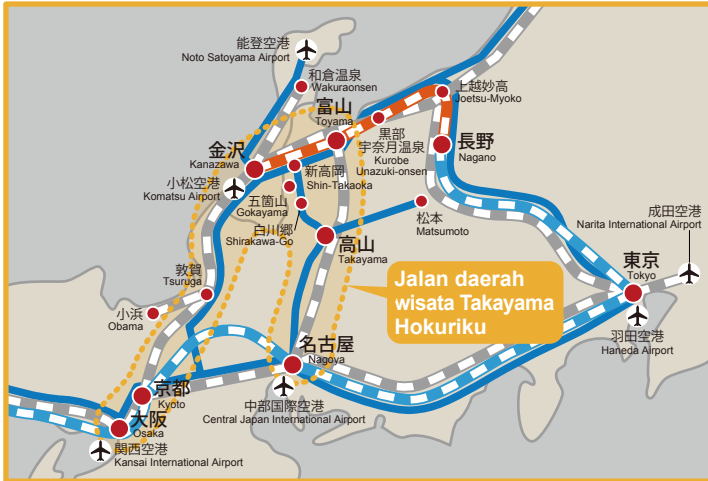 能登空港
Noto Satoyama Airport
和倉温泉
Wakuraonsen
上越妙高
Joetsu-Myoko
富山
Toyama
黒部
宇奈月温泉
Kurobe
Unazuki-onsen
長野
Nagano
金沢
Kanazawa
新高岡
Shin-Takaoka
小松空港
Komatsu Airport
五箇山
Gokayama
白川郷
Shirakawa-Go
松本
Matsumoto
成田空港
Narita International Airport
高山
Takayama
敦賀
Tsuruga
東京
Tokyo
小浜
Obama
Jalan daerah
wisata Takayama
Hokuriku
羽田空港
Haneda Airport
名古屋
Nagoya
京都
Kyoto
中部国際空港
Central Japan International Airport
大阪
Osaka
関西空港
Kansai International Airport